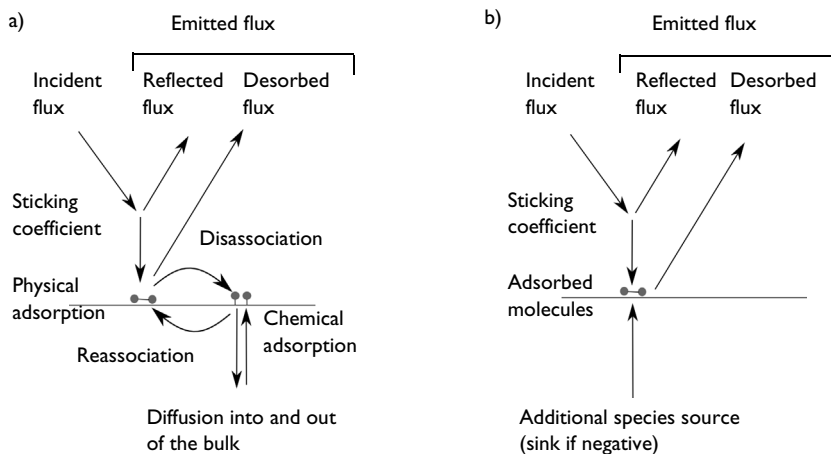 a)
Emitted flux
Incident
flux
Reflected
flux
Desorbed
flux
Sticking
coefficient
Disassociation
Physical
adsorption
Reassociation
Chemical
adsorption
Diffusion into and out
of the bulk
b)
Emitted flux
Incident
flux
Reflected
flux
Desorbed
flux
Sticking
coefficient
Adsorbed
molecules
Additional species source
(sink if negative)